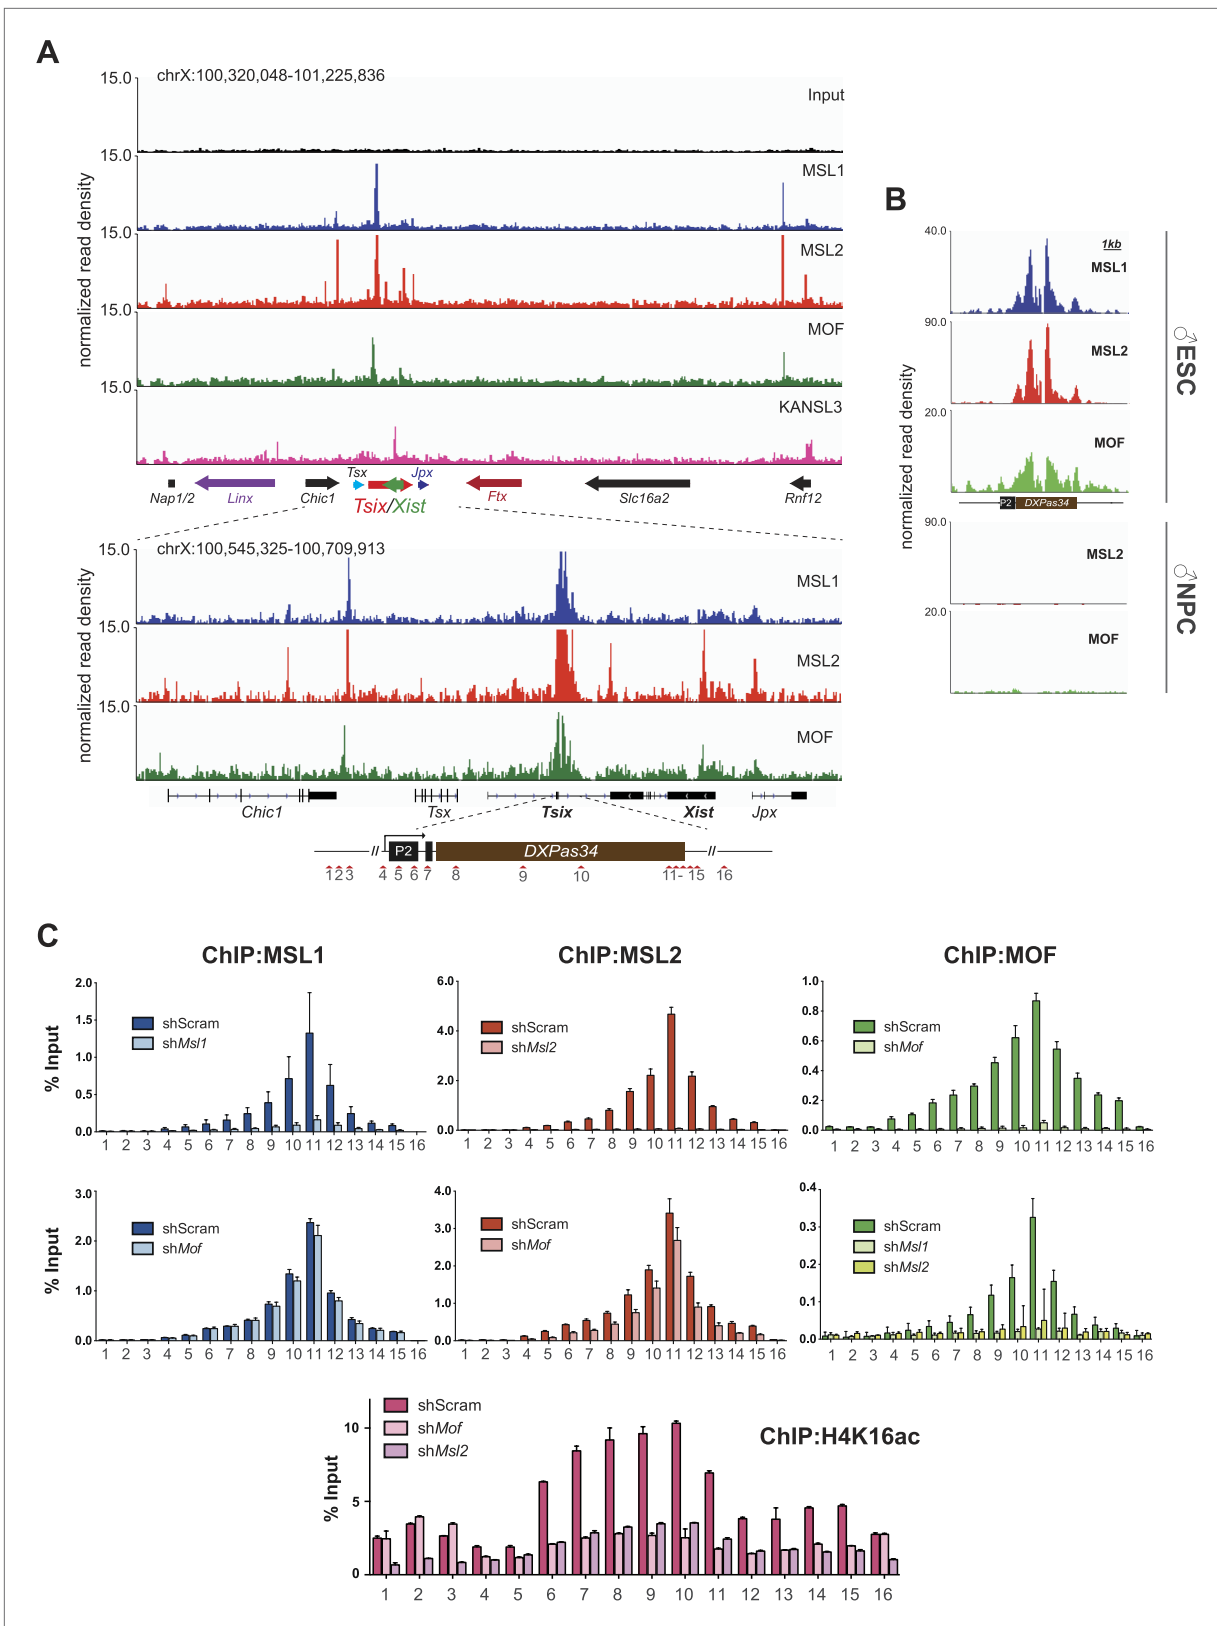 A
chrX:100,320,048-101,225,836
15.0
Input
15.0
MSL1
15.0
MSL2
15.0
MOF
15.0
KANSL3
normalized read density
Tsx
Jpx
Nap1/2
Linx
Chic1
Tsix/Xist
Ftx
Slc16a2
Rnf12
chrX:100,545,325-100,709,913
15.0
MSL1
15.0
MSL2
15.0
MOF
normalized read density
Chic1
Tsx
Tsix
Xist
Jpx
P2
DXPas34
1 2 3 4 5 6 7 8 9 10 11- 15 16
B
40.0
1kb
MSL1
90.0
MSL2
20.0
MOF
P2
DXPas34
♂ESC
90.0
MSL2
20.0
MOF
♂NPC
normalized read density
C
ChIP:MSL1
2.0
1.5
1.0
0.5
0.0
% Input
shScram
shMsl1
1 2 3 4 5 6 7 8 9 10 11 12 13 14 15 16
ChIP:MSL2
6.0
4.0
2.0
0.0
shScram
shMsl2
1 2 3 4 5 6 7 8 9 10 11 12 13 14 15 16
ChIP:MOF
1.0
0.8
0.6
0.4
0.2
0.0
shScram
shMof
1 2 3 4 5 6 7 8 9 10 11 12 13 14 15 16
3.0
2.0
1.0
0.0
% Input
shScram
shMof
1 2 3 4 5 6 7 8 9 10 11 12 13 14 15 16
4.0
3.0
2.0
1.0
0.0
shScram
shMof
1 2 3 4 5 6 7 8 9 10 11 12 13 14 15 16
0.4
0.3
0.2
0.1
0.0
shScram
shMsl1
shMsl2
1 2 3 4 5 6 7 8 9 10 11 12 13 14 15 16
shScram
shMof
shMsl2
ChIP:H4K16ac
10
5
0
% Input
1 2 3 4 5 6 7 8 9 10 11 12 13 14 15 16